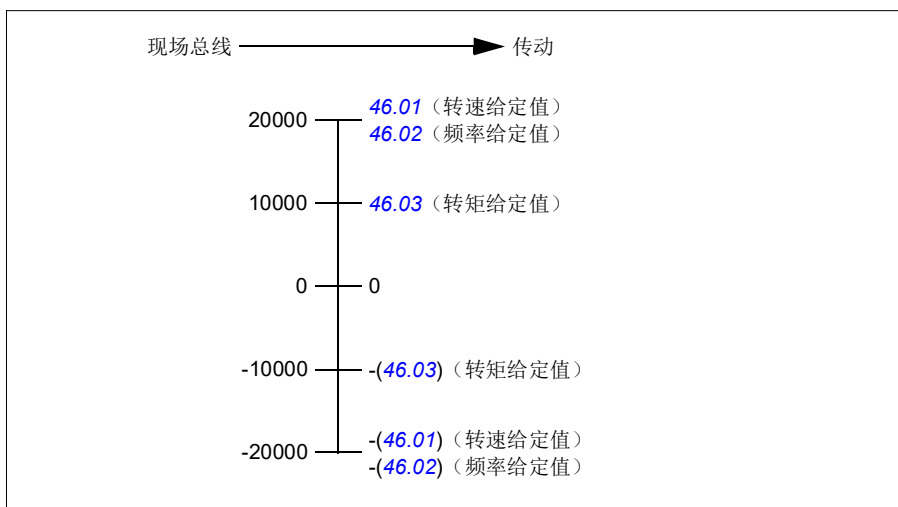 现场总线 传动
46.01（转速给定值）
20000
46.02（频率给定值）
10000 46.03（转矩给定值）
0 0
-10000 -(46.03)（转矩给定值）
-(46.01)（转速给定值）
-20000
-(46.02)（频率给定值）